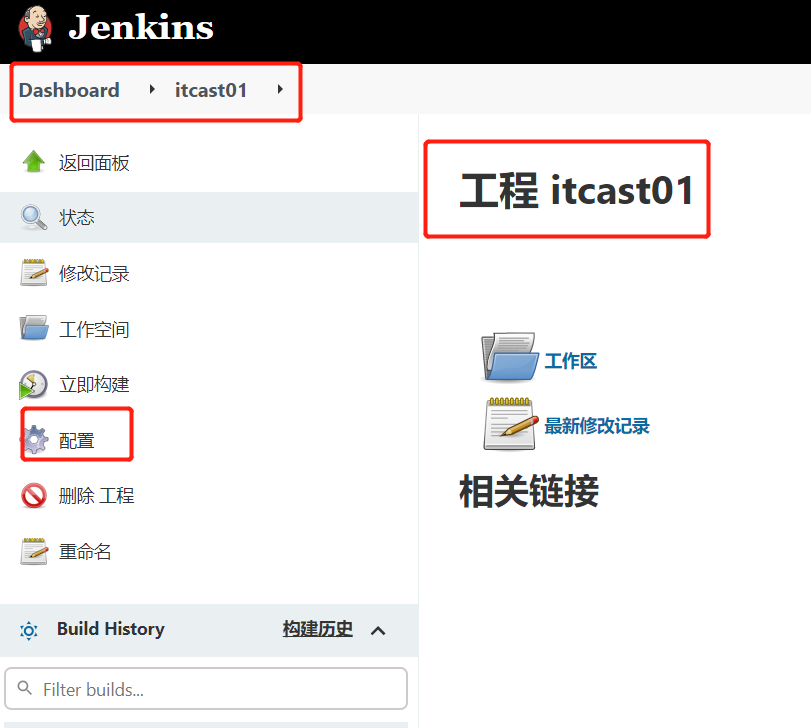 Jenkins
Dashboard
itcast01
返回面板
状态
修改记录
工作空间
立即构建
配置
删除 工程
重命名
Build History
构建历史
Filter builds...
工程 itcast01
工作区
最新修改记录
相关链接